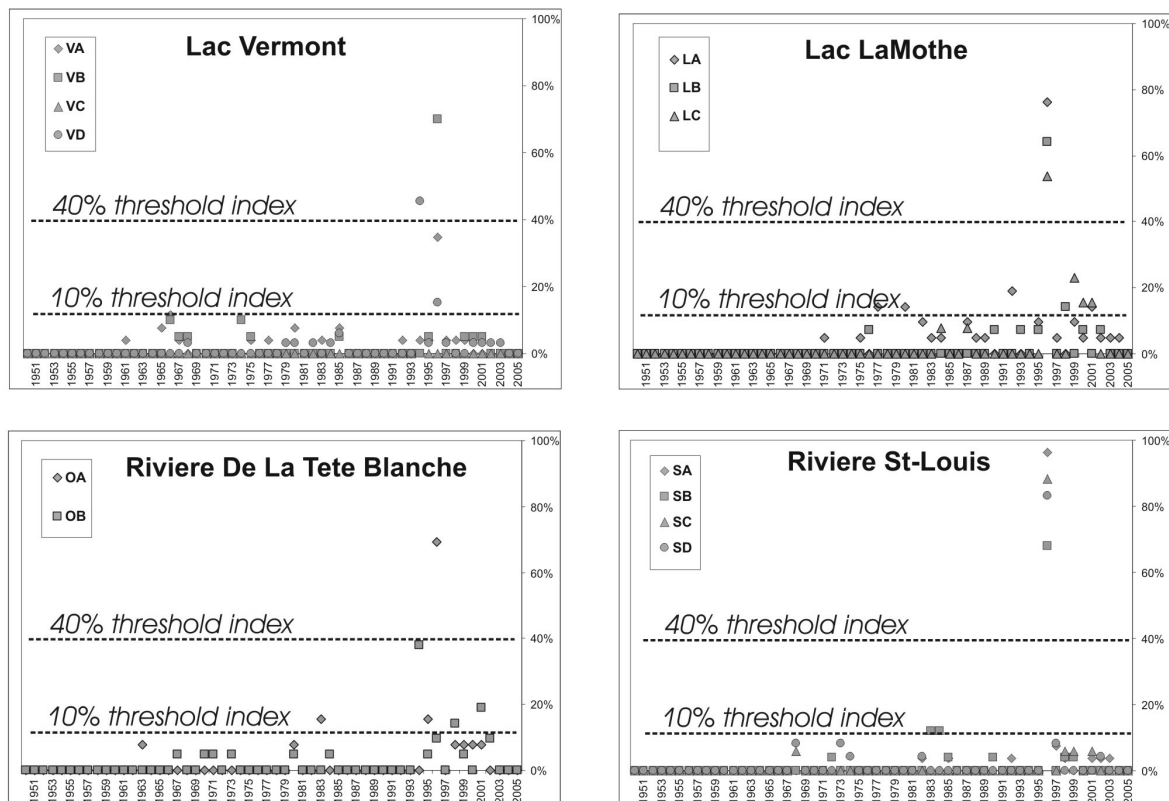 Lac Vermont
VA
VB
VC
VD
100%
80%
60%
40%
20%
0%
40% threshold index
10% threshold index
1951 1953 1955 1957 1959 1961 1963 1965 1967 1969 1971 1973 1975 1977 1979 1981 1983 1985 1987 1989 1991 1993 1995 1997 1999 2001 2003 2005
Lac LaMothe
LA
LB
LC
100%
80%
60%
40%
20%
0%
40% threshold index
10% threshold index
1951 1953 1955 1957 1959 1961 1963 1965 1967 1969 1971 1973 1975 1977 1979 1981 1983 1985 1987 1989 1991 1993 1995 1997 1999 2001 2003 2005
Riviere De La Tete Blanche
OA
OB
100%
80%
60%
40%
20%
0%
40% threshold index
10% threshold index
1951 1953 1955 1957 1959 1961 1963 1965 1967 1969 1971 1973 1975 1977 1979 1981 1983 1985 1987 1989 1991 1993 1995 1997 1999 2001 2003 2005
Riviere St-Louis
SA
SB
SC
SD
100%
80%
60%
40%
20%
0%
40% threshold index
10% threshold index
1951 1953 1955 1957 1959 1961 1963 1965 1967 1969 1971 1973 1975 1977 1979 1981 1983 1985 1987 1989 1991 1993 1995 1997 1999 2001 2003 2005